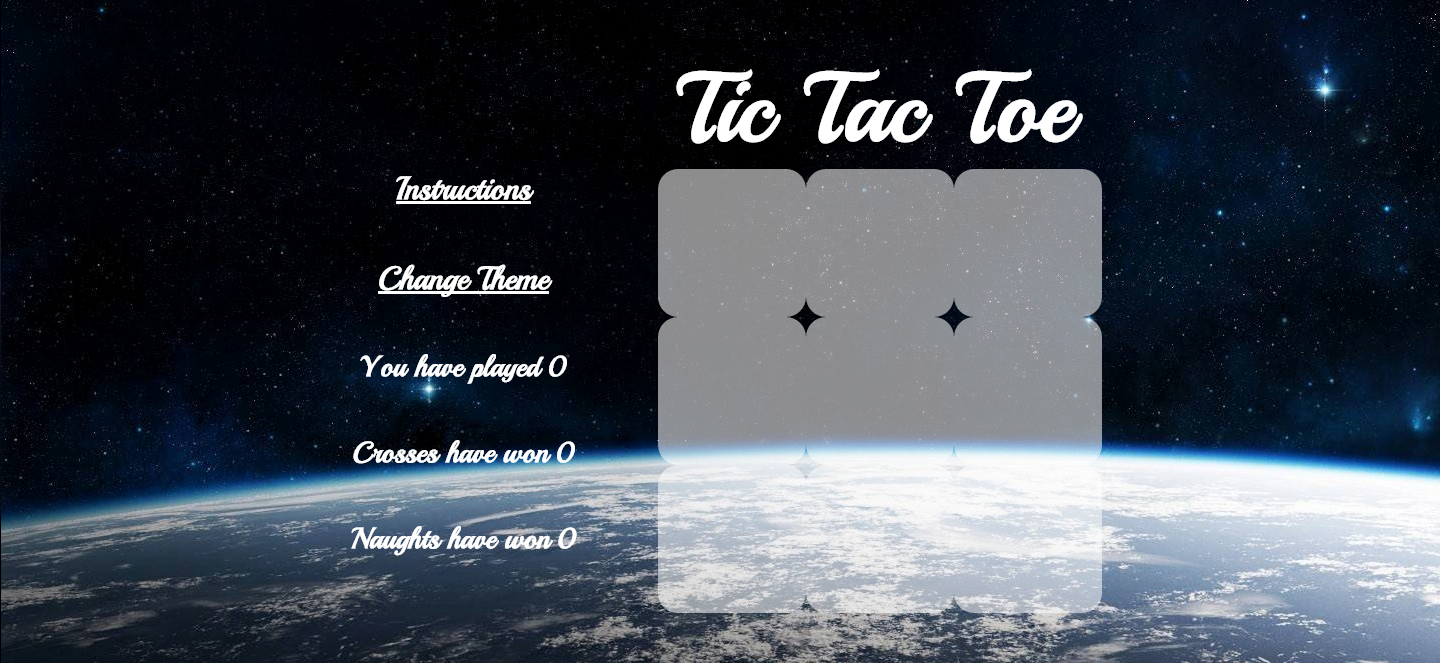 Tic Tac Toe
Instructions
Change Theme
You have played 0
Crosses have won 0
Naughts have won 0